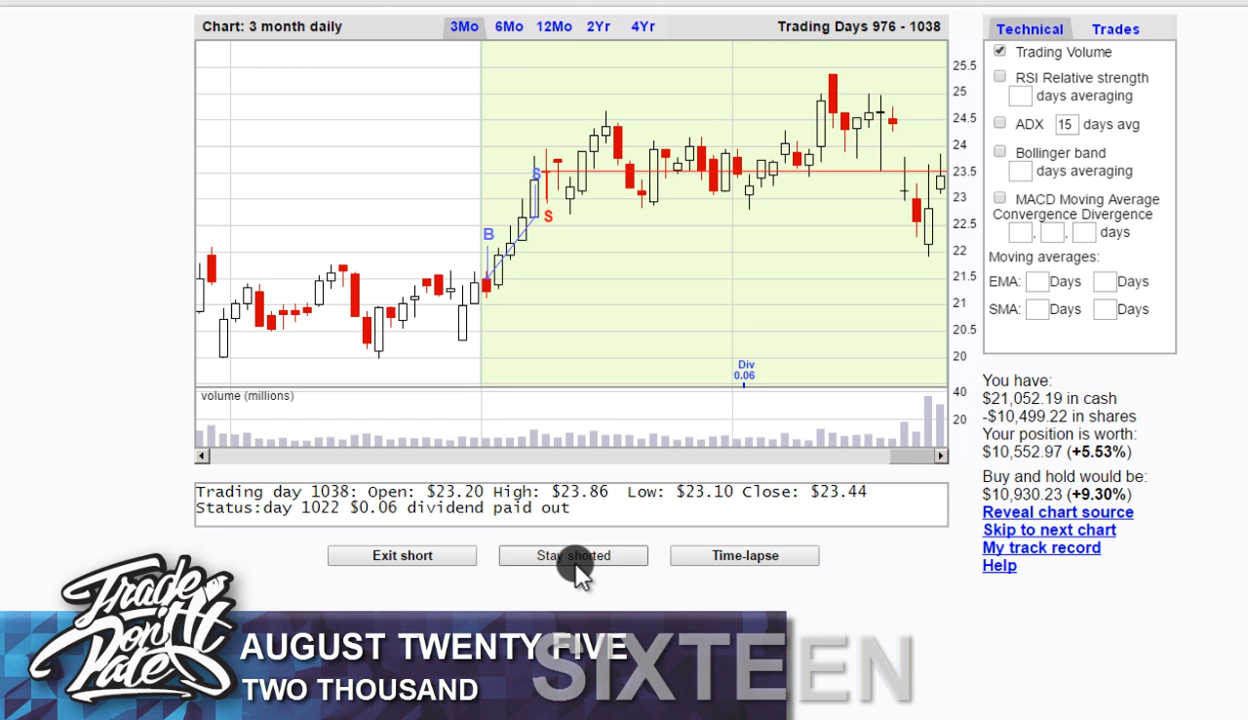 Chart: 3 month daily 3Mo 6Mo 12Mo 2Yr 4Yr Trading Days 976 - 1038
25.5
25
24.5
24
23.5
23
22.5
22
21.5
21
20.5
20
S
S
B
Div
0.06
volume (millions)
40
20
Trading day 1038: Open: $23.20 High: $23.86 Low: $23.10 Close: $23.44
Status:day 1022 $0.06 dividend paid out
Exit short Stay shorted Time-lapse
Technical Trades
Trading Volume
RSI Relative strength
days averaging
ADX 15 days avg
Bollinger band
days averaging
MACD Moving Average
Convergence Divergence
, , days
Moving averages:
EMA: Days Days
SMA: Days Days
You have:
$21,052.19 in cash
-$10,499.22 in shares
Your position is worth:
$10,552.97 (+5.53%)
Buy and hold would be:
$10,930.23 (+9.30%)
Reveal chart source
Skip to next chart
My track record
Help
Trade
Don't
Hate
AUGUST TWENTY FIVE
TWO THOUSAND
SIXTEEN